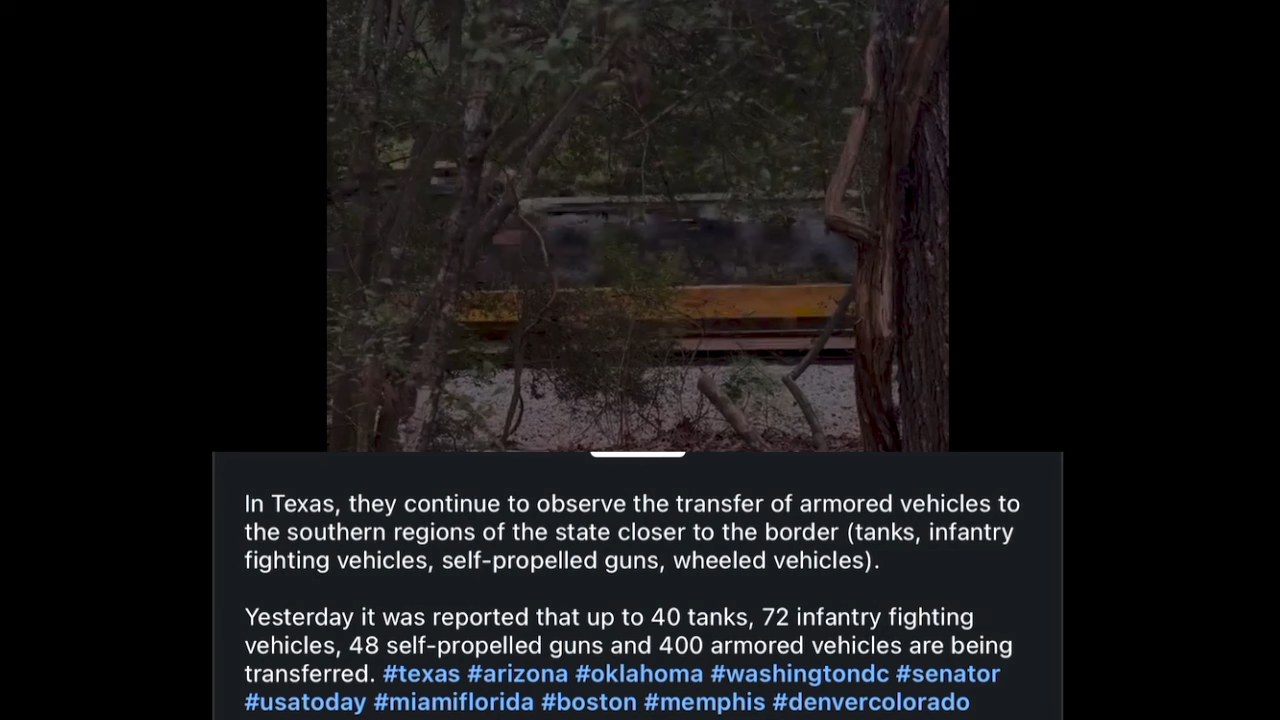 In Texas, they continue to observe the transfer of armored vehicles to
the southern regions of the state closer to the border (tanks, infantry
fighting vehicles, self-propelled guns, wheeled vehicles).
Yesterday it was reported that up to 40 tanks, 72 infantry fighting
vehicles, 48 self-propelled guns and 400 armored vehicles are being
transferred. #texas #arizona #oklahoma #washingtondc #senator
#usatoday #miamiflorida #boston #memphis #denvercolorado